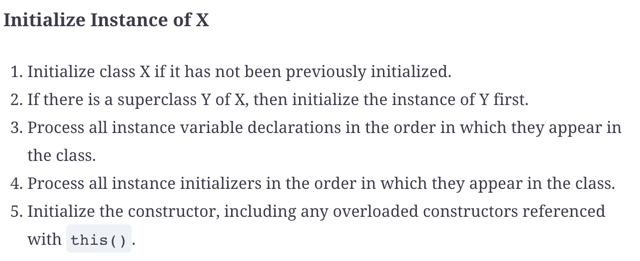 Initialize Instance of X
1. Initialize class X if it has not been previously initialized.
2. If there is a superclass Y of X, then initialize the instance of Y first.
3. Process all instance variable declarations in the order in which they appear in
the class.
4. Process all instance initializers in the order in which they appear in the class.
5. Initialize the constructor, including any overloaded constructors referenced
with this().